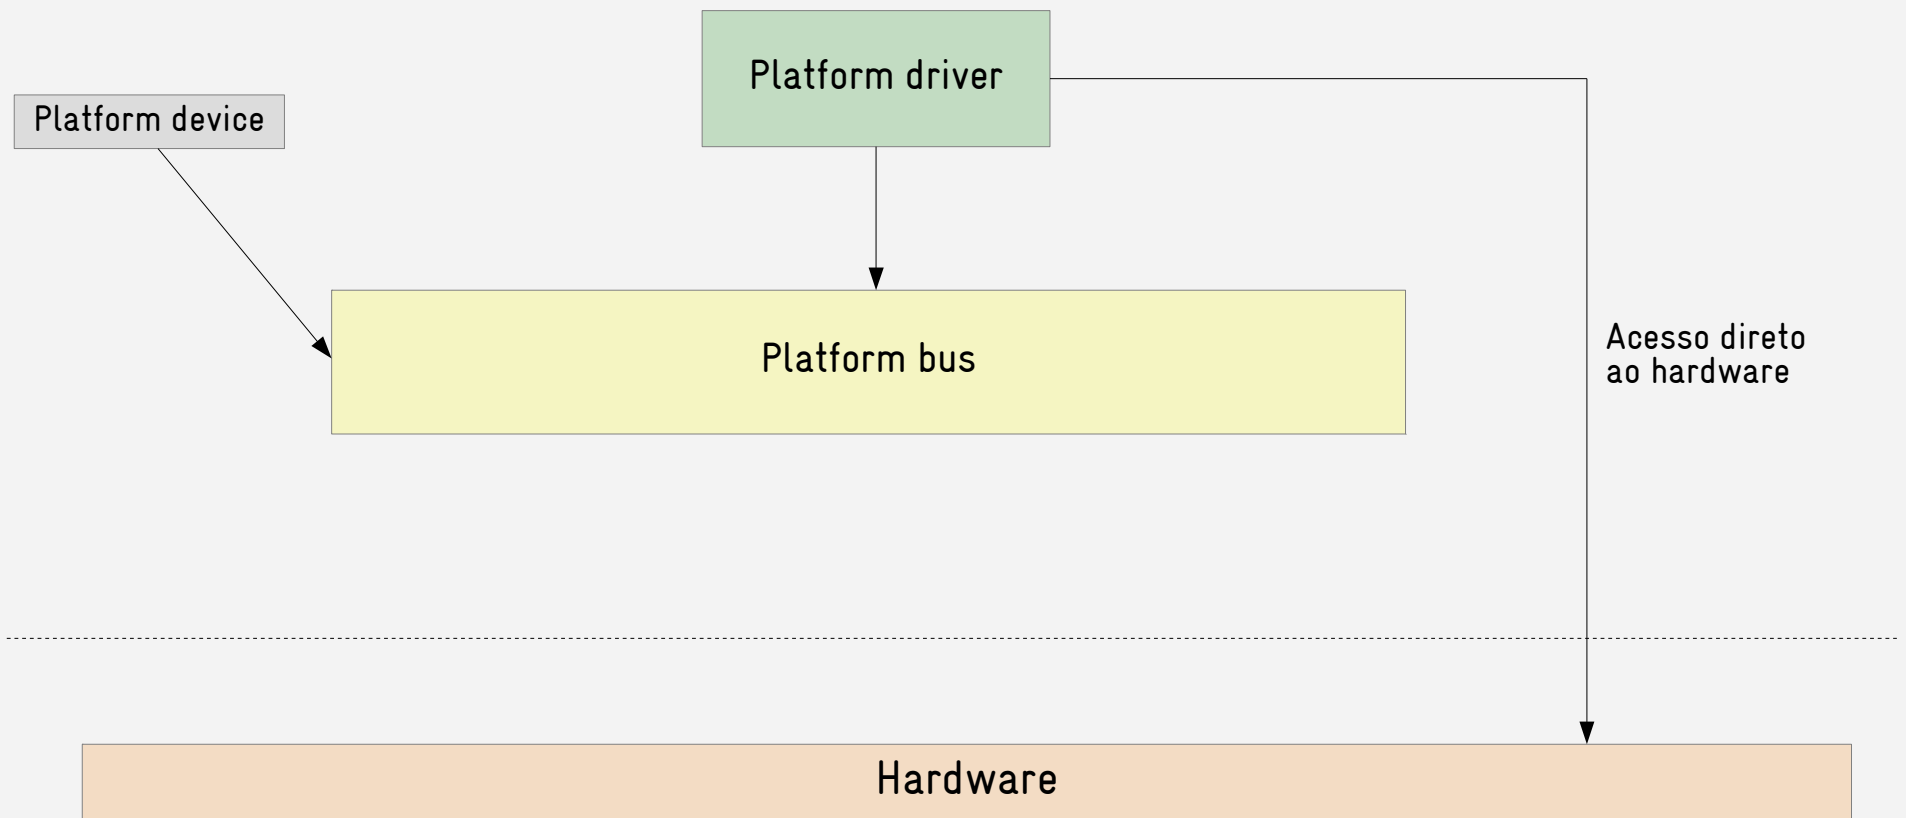 Platform driver
Platform device
Platform bus
Acesso direto
ao hardware
Hardware